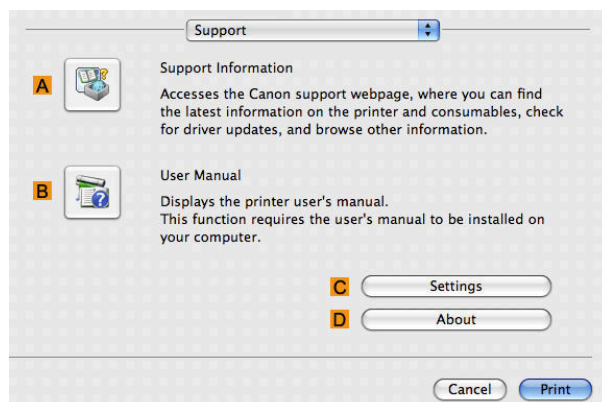 Support
A
Support Information
Accesses the Canon support webpage, where you can find
the latest information on the printer and consumables, check
for driver updates, and browse other information.
B
User Manual
Displays the printer user's manual.
This function requires the user's manual to be installed on
your computer.
C Settings
D About
Cancel Print